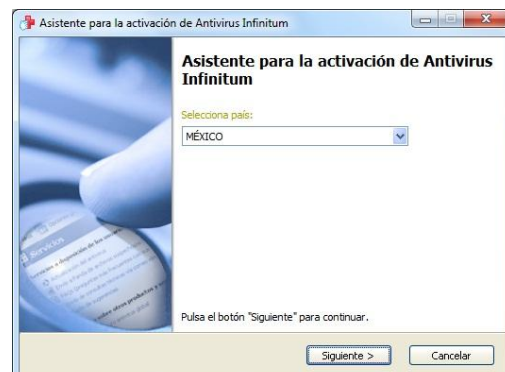 Asistente para la activación de Antivirus Infinitum
Asistente para la activación de Antivirus
Infinitum
Selecciona país:
MÉXICO
Servicios
Pulsa el botón "Siguiente" para continuar.
Siguiente >
Cancelar